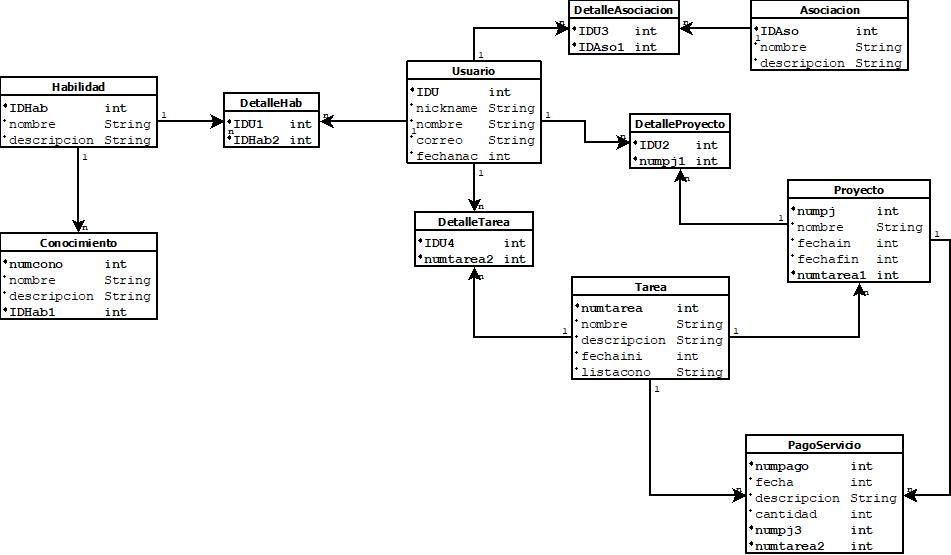 DetalleAsociacion
IDU3 int
IDAso1 int
n
n
Asociacion
IDAso int
nombre String
descripcion String
1
Usuario
IDU int
nickname String
nombre String
correo String
fechanac int
1
1
1
1
Habilidad
IDHab int
nombre String
descripcion String
1
1
DetalleHab
IDU1 int
IDHab2 int
n
n
DetalleProyecto
IDU2 int
numpj1 int
n
n
Proyecto
numpj int
nombre String
fechain int
fechafin int
numtarea1 int
1
1
n
DetalleTarea
IDU4 int
numtarea2 int
n
n
Conocimiento
numcono int
nombre String
descripcion String
IDHab1 int
n
Tarea
numtarea int
nombre String
descripcion String
fechaini int
listacono String
1
1
1
PagoServicio
numpago int
fecha int
descripcion String
cantidad int
numpj3 int
numtarea2 int
n
n